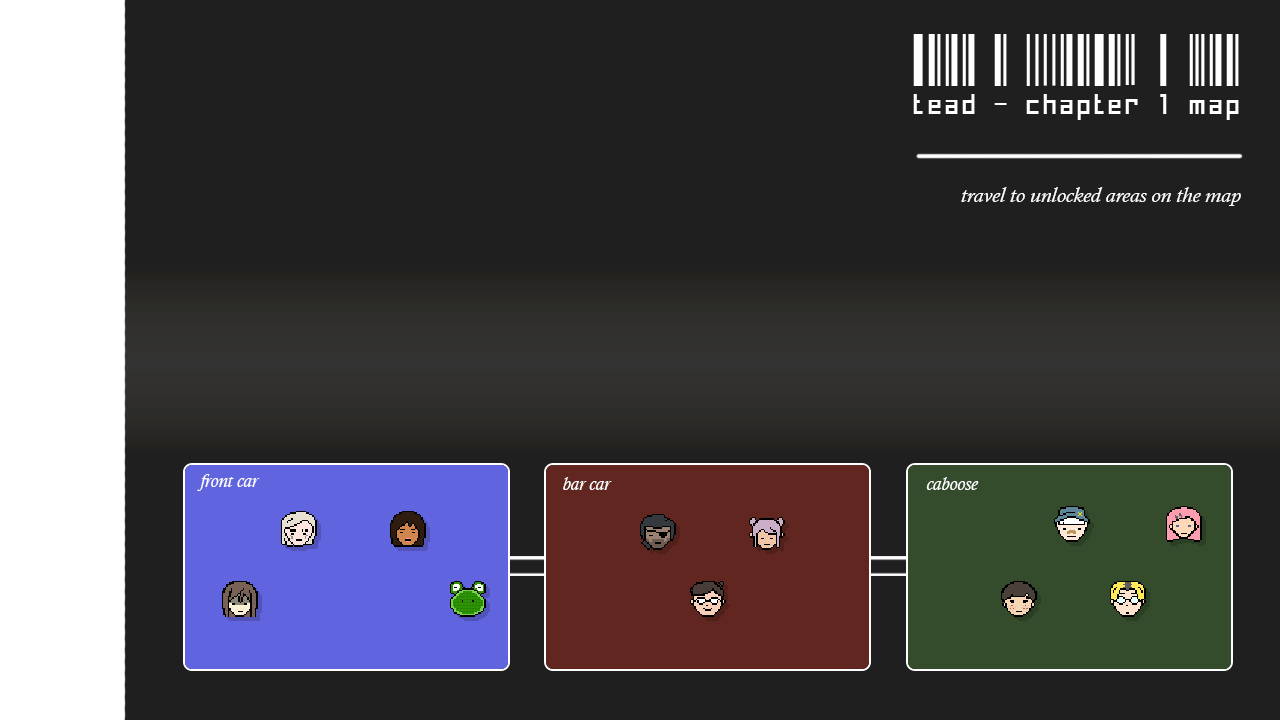 tead - chapter 1 map
travel to unlocked areas on the map
front car
bar car
caboose